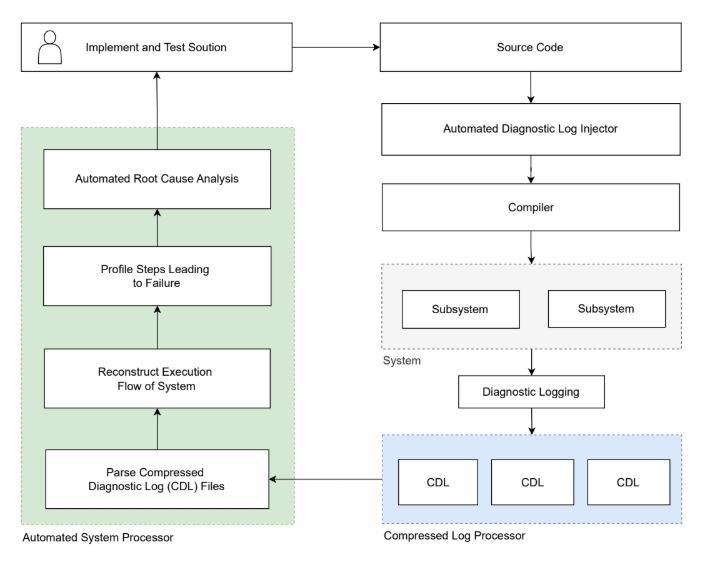 Implement and Test Soution
Source Code
Automated Diagnostic Log Injector
Compiler
Subsystem
Subsystem
System
Diagnostic Logging
CDL
CDL
CDL
Compressed Log Processor
Automated Root Cause Analysis
Profile Steps Leading
to Failure
Reconstruct Execution
Flow of System
Parse Compressed
Diagnostic Log (CDL) Files
Automated System Processor